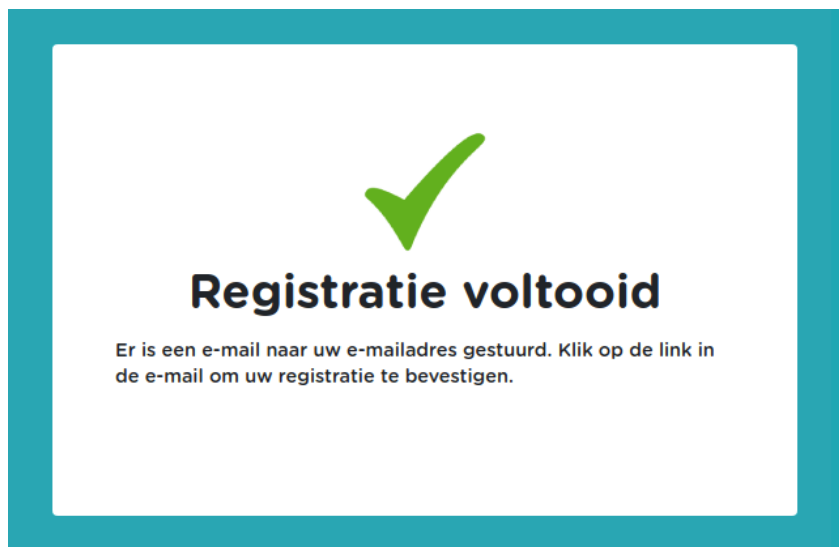 Registratie voltooid
Er is een e-mail naar uw e-mailadres gestuurd. Klik op de link in
de e-mail om uw registratie te bevestigen.